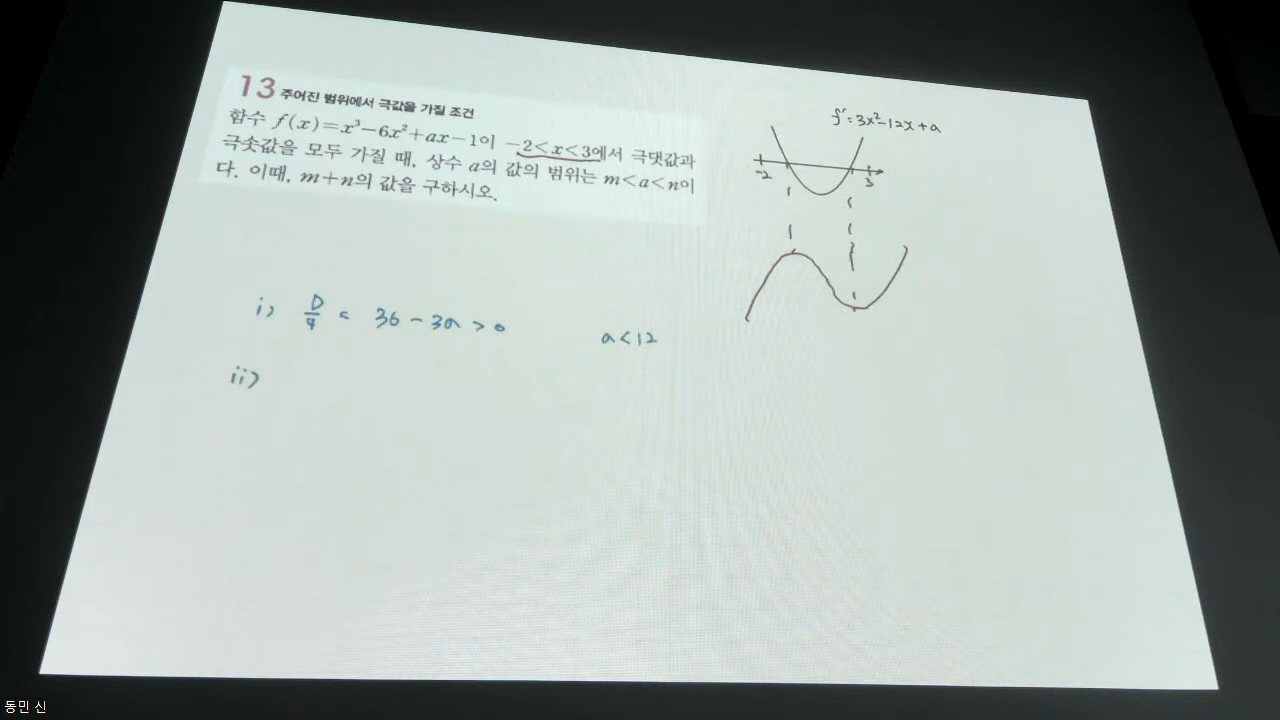 13 주어진 범위에서 극값을 가질 조건
함수 f(x)=x³-6x²+ax-1이 -2<x<3에서 극댓값과
극솟값을 모두 가질 때, 상수 a의 값의 범위는 m<a<n이
다. 이때, m+n의 값을 구하시오.
f'=3x²-12x+a
-2 3
i) D/4 = 36-3a>0 a<12
ii)
동민 신